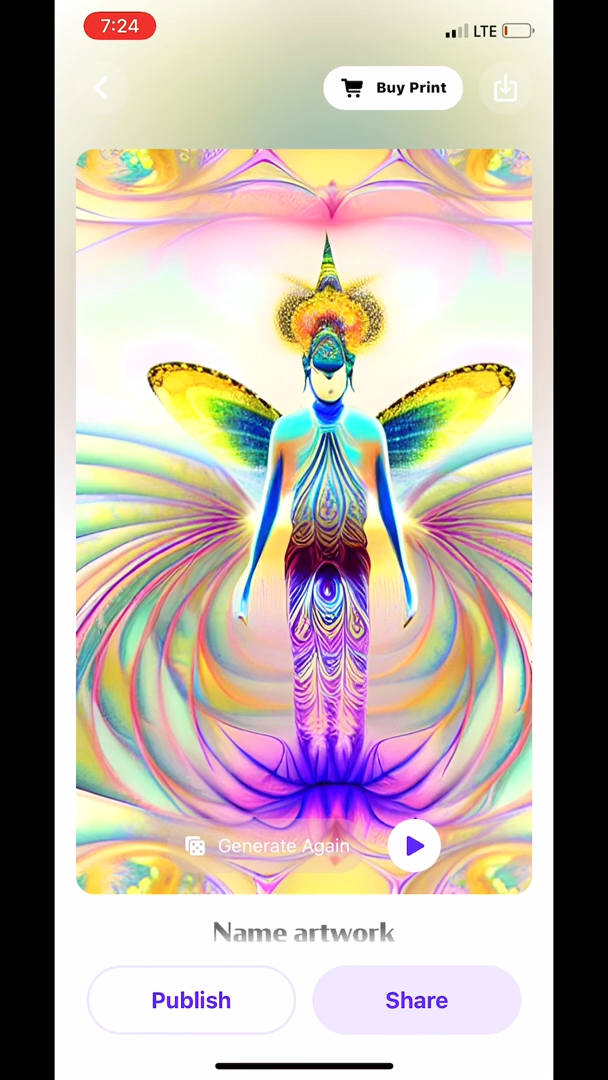 7:24
LTE
Buy Print
Generate Again
Name artwork
Publish
Share